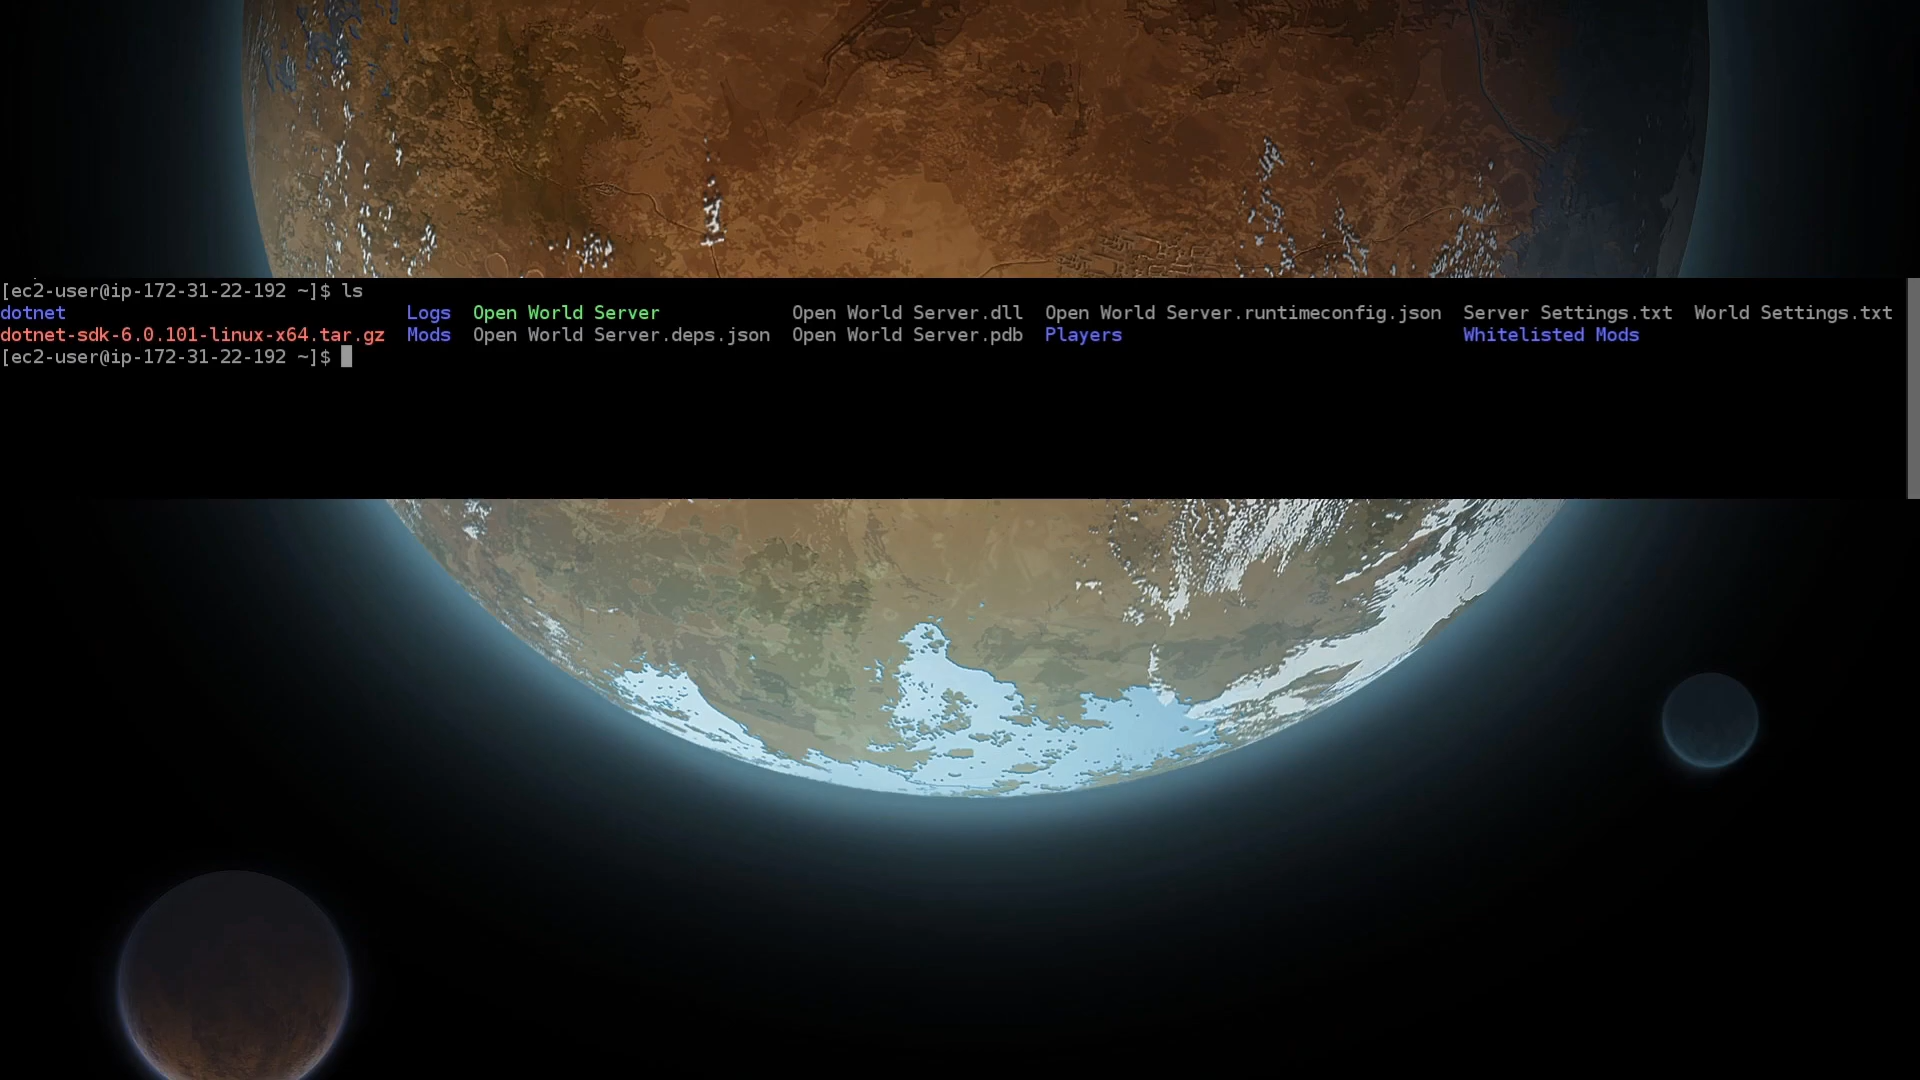 [ec2-user@ip-172-31-22-192 ~]$ ls
dotnet Logs Open World Server Open World Server.dll Open World Server.runtimeconfig.json Server Settings.txt World Settings.txt
dotnet-sdk-6.0.101-linux-x64.tar.gz Mods Open World Server.deps.json Open World Server.pdb Players Whitelisted Mods
[ec2-user@ip-172-31-22-192 ~]$